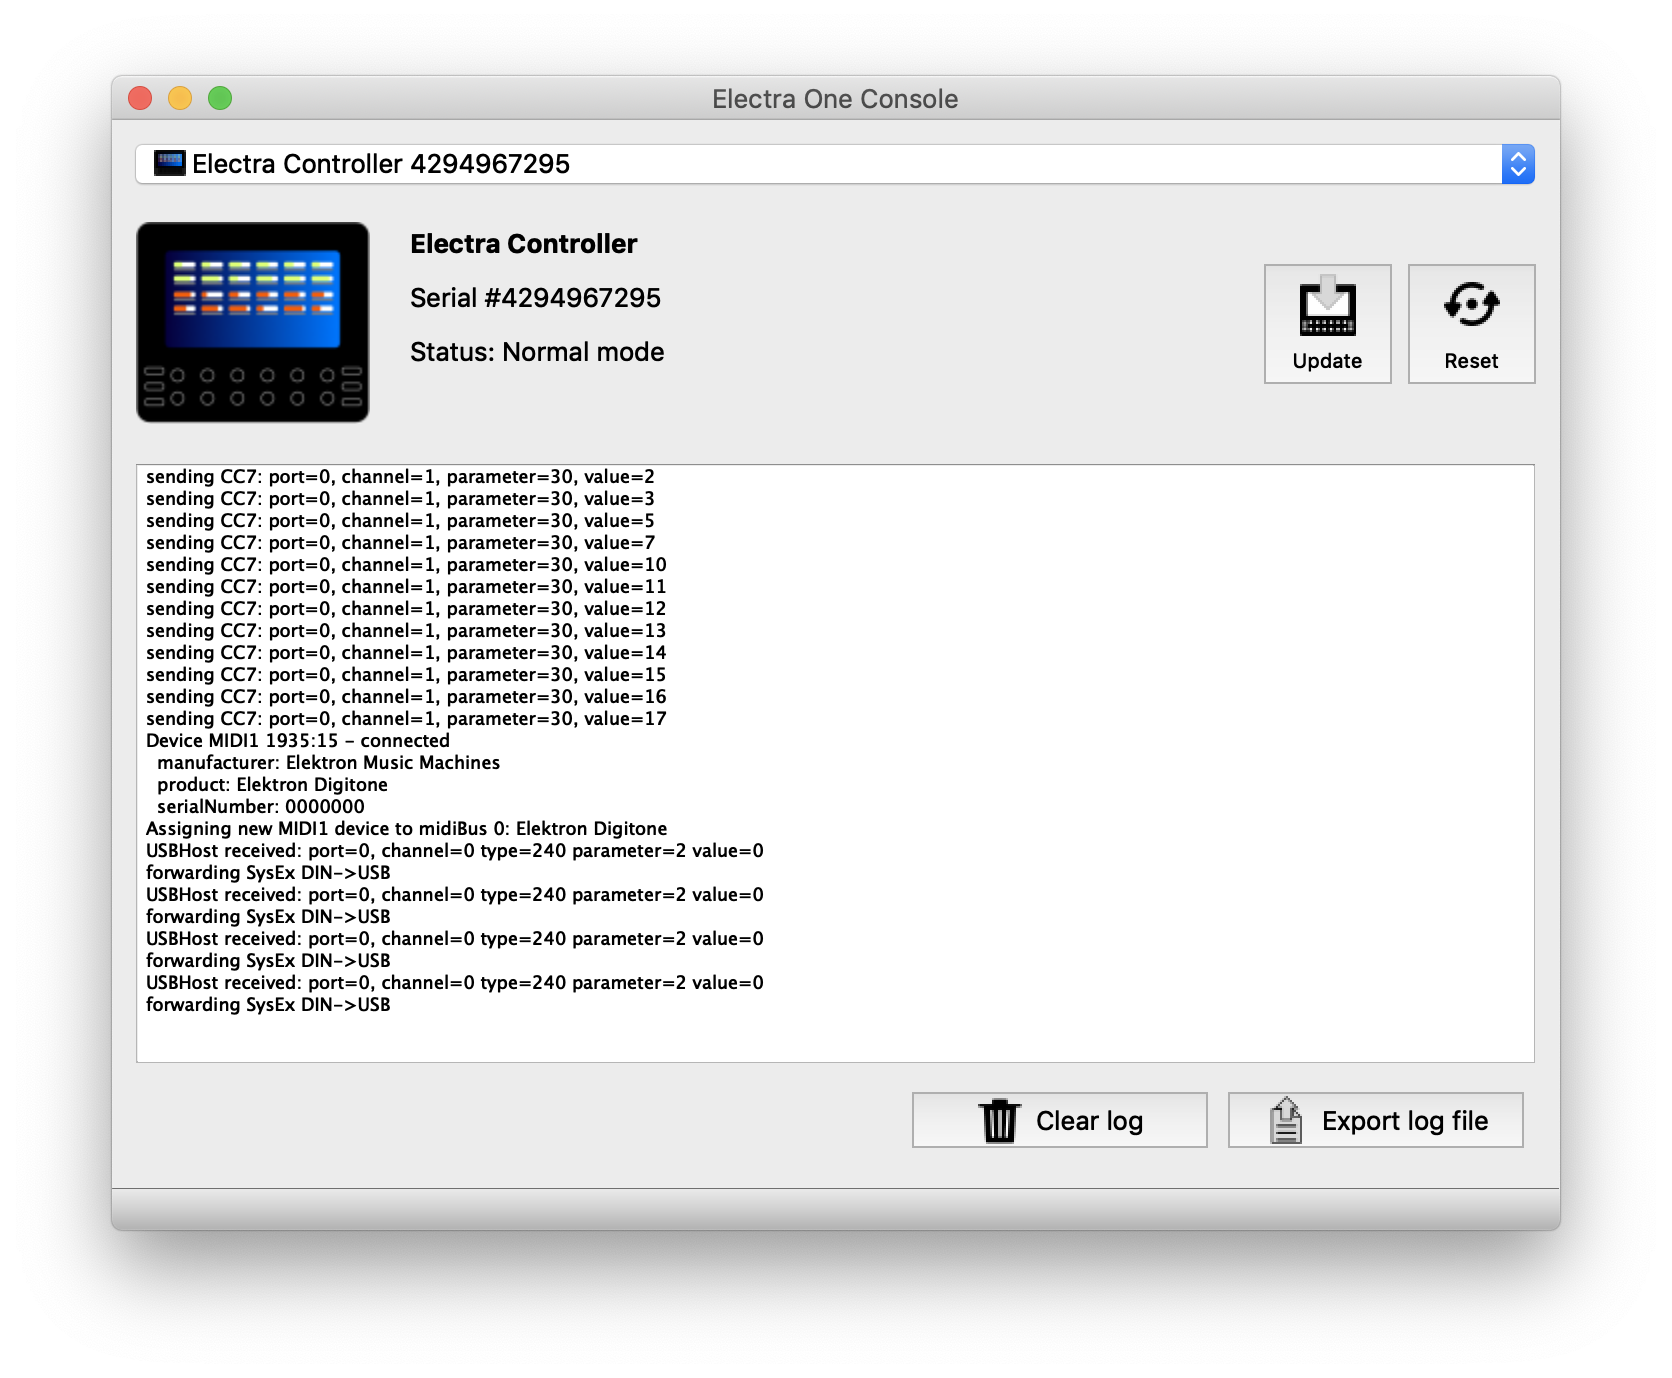 Electra One Console
Electra Controller 4294967295
Electra Controller
Serial #4294967295
Status: Normal mode
Update
Reset
sending CC7: port=0, channel=1, parameter=30, value=2
sending CC7: port=0, channel=1, parameter=30, value=3
sending CC7: port=0, channel=1, parameter=30, value=5
sending CC7: port=0, channel=1, parameter=30, value=7
sending CC7: port=0, channel=1, parameter=30, value=10
sending CC7: port=0, channel=1, parameter=30, value=11
sending CC7: port=0, channel=1, parameter=30, value=12
sending CC7: port=0, channel=1, parameter=30, value=13
sending CC7: port=0, channel=1, parameter=30, value=14
sending CC7: port=0, channel=1, parameter=30, value=15
sending CC7: port=0, channel=1, parameter=30, value=16
sending CC7: port=0, channel=1, parameter=30, value=17
Device MIDI1 1935:15 - connected
manufacturer: Elektron Music Machines
product: Elektron Digitone
serialNumber: 0000000
Assigning new MIDI1 device to midiBus 0: Elektron Digitone
USBHost received: port=0, channel=0 type=240 parameter=2 value=0
forwarding SysEx DIN->USB
USBHost received: port=0, channel=0 type=240 parameter=2 value=0
forwarding SysEx DIN->USB
USBHost received: port=0, channel=0 type=240 parameter=2 value=0
forwarding SysEx DIN->USB
USBHost received: port=0, channel=0 type=240 parameter=2 value=0
forwarding SysEx DIN->USB
Clear log
Export log file